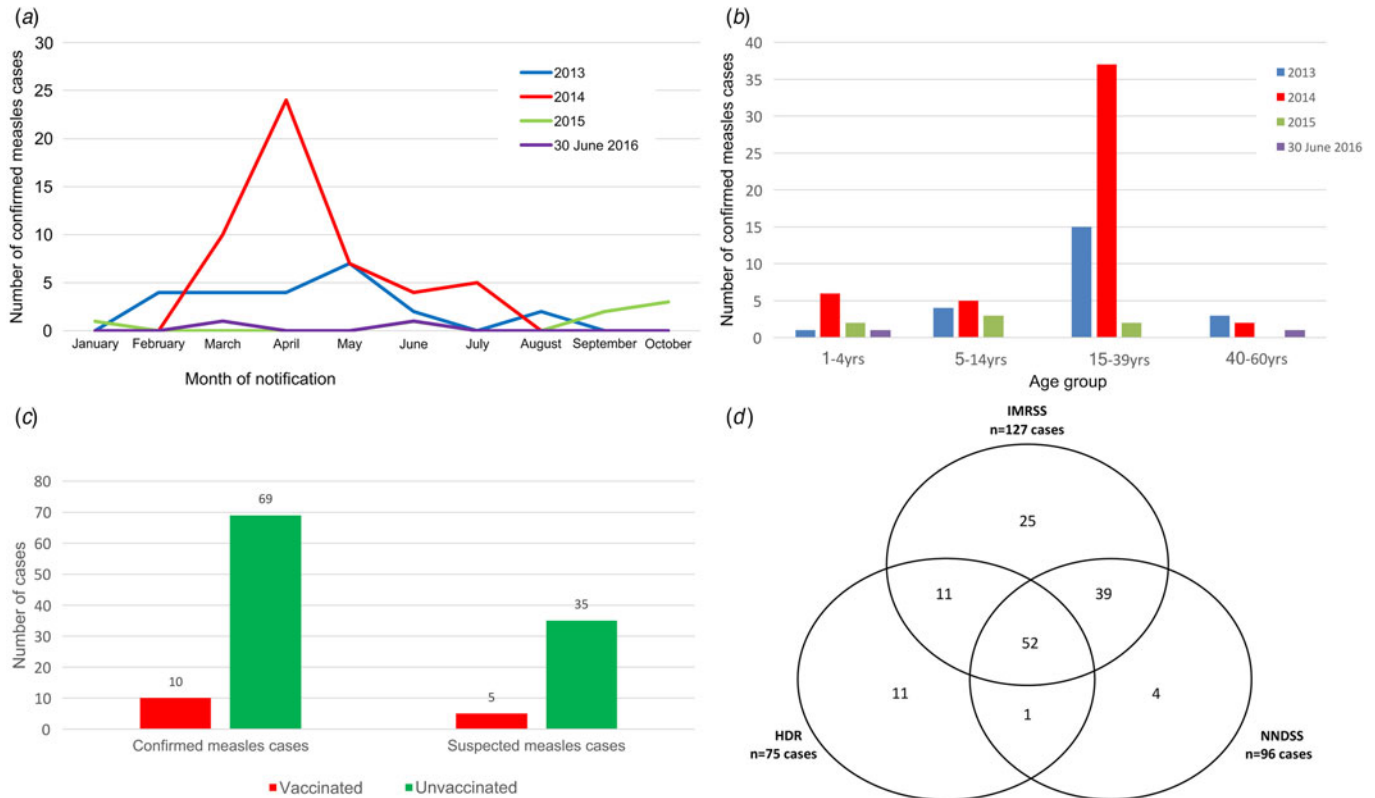 (a)
Number of confirmed measles cases
30
25
20
15
10
5
0
2013
2014
2015
30 June 2016
January February March April May June July August September October
Month of notification
(b)
Number of confirmed measles cases
40
35
30
25
20
15
10
5
0
2013
2014
2015
30 June 2016
1-4yrs 5-14yrs 15-39yrs 40-60yrs
Age group
(c)
Number of cases
80
70
60
50
40
30
20
10
0
10
69
5
35
Confirmed measles cases Suspected measles cases
Vaccinated Unvaccinated
(d)
IMRSS
n=127 cases
25
11
39
52
11
1
4
HDR
n=75 cases
NNDSS
n=96 cases